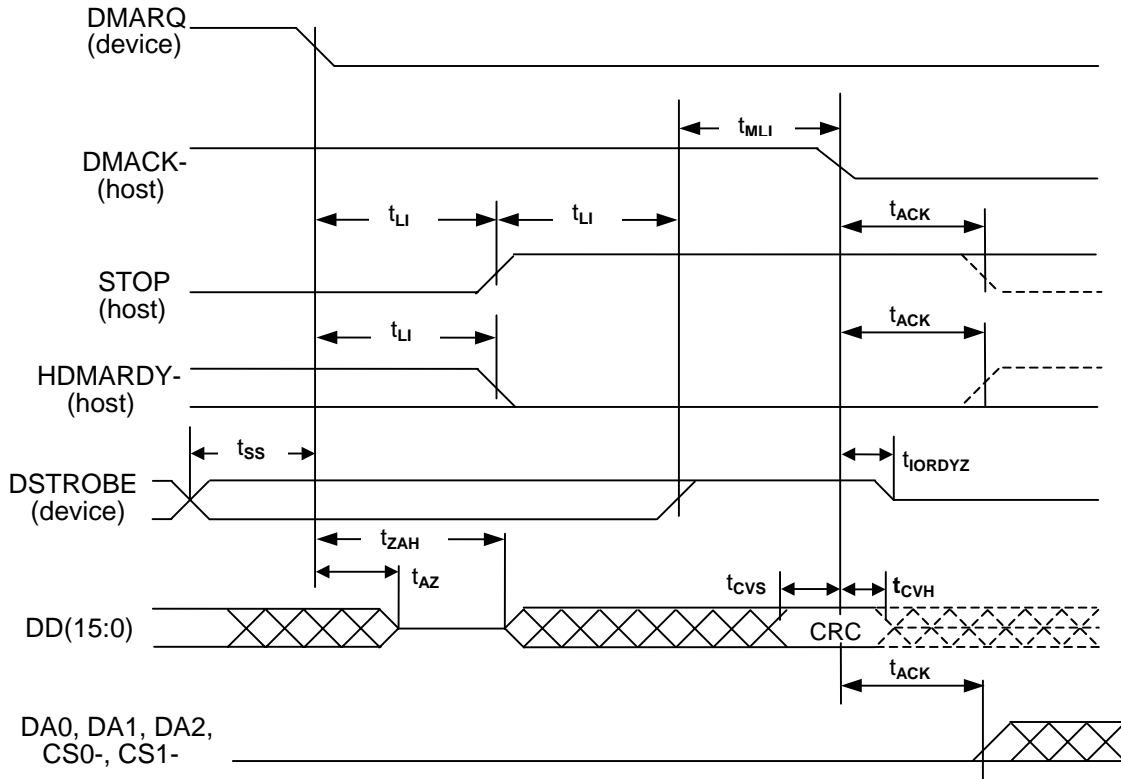 DMARQ
(device)
tMLI
DMACK-
(host)
tLI
tLI
tACK
STOP
(host)
tLI
tACK
HDMARDY-
(host)
tSS
tIORDYZ
DSTROBE
(device)
tZAH
tAZ
tCVS
tCVH
DD(15:0)
CRC
tACK
DA0, DA1, DA2,
CS0-, CS1-